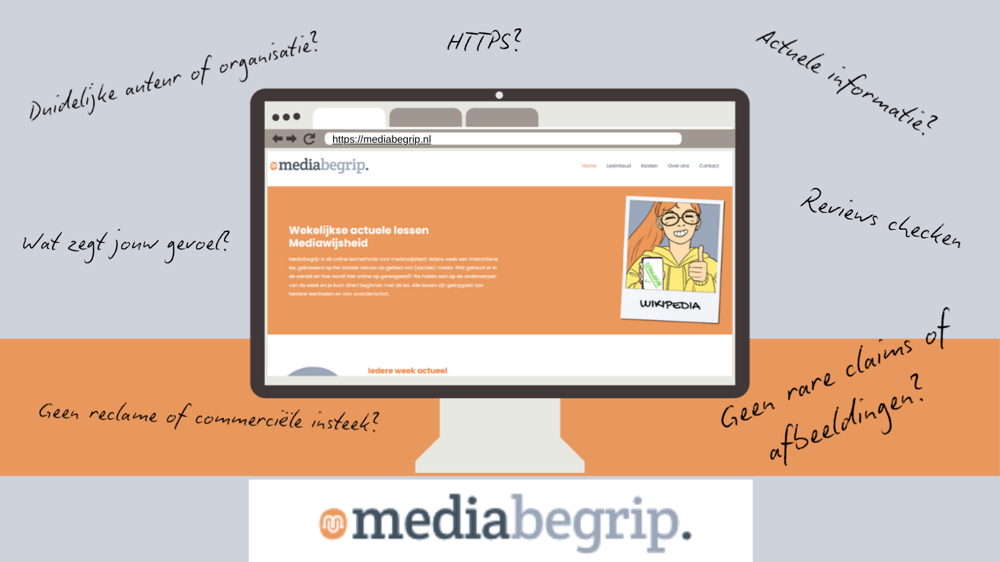 HTTPS?
Duidelijke auteur of organisatie?
Actuele informatie?
https://mediabegrip.nl
mediabegrip.
Home Lesinhoud Kosten Over ons Contact
Reviews checken
Wat zegt jouw gevoel?
Wekelijkse actuele lessen
Mediawijsheid
Mediabegrip is dé online leermethode voor mediawijsheid; iedere week een interactieve
les, gebaseerd op het laatste nieuws op gebied van (sociale) media. Wat gebeurt er in
de wereld en hoe wordt hier online op gereageerd? We haken aan op de onderwerpen
van de week en je kunt direct beginnen met de les. Alle lessen zijn gekoppeld aan
heldere leerdoelen en aan woordenschat.
WIKIPEDIA
Iedere week actueel
Geen rare claims of
afbeeldingen?
Geen reclame of commerciële insteek?
mediabegrip.